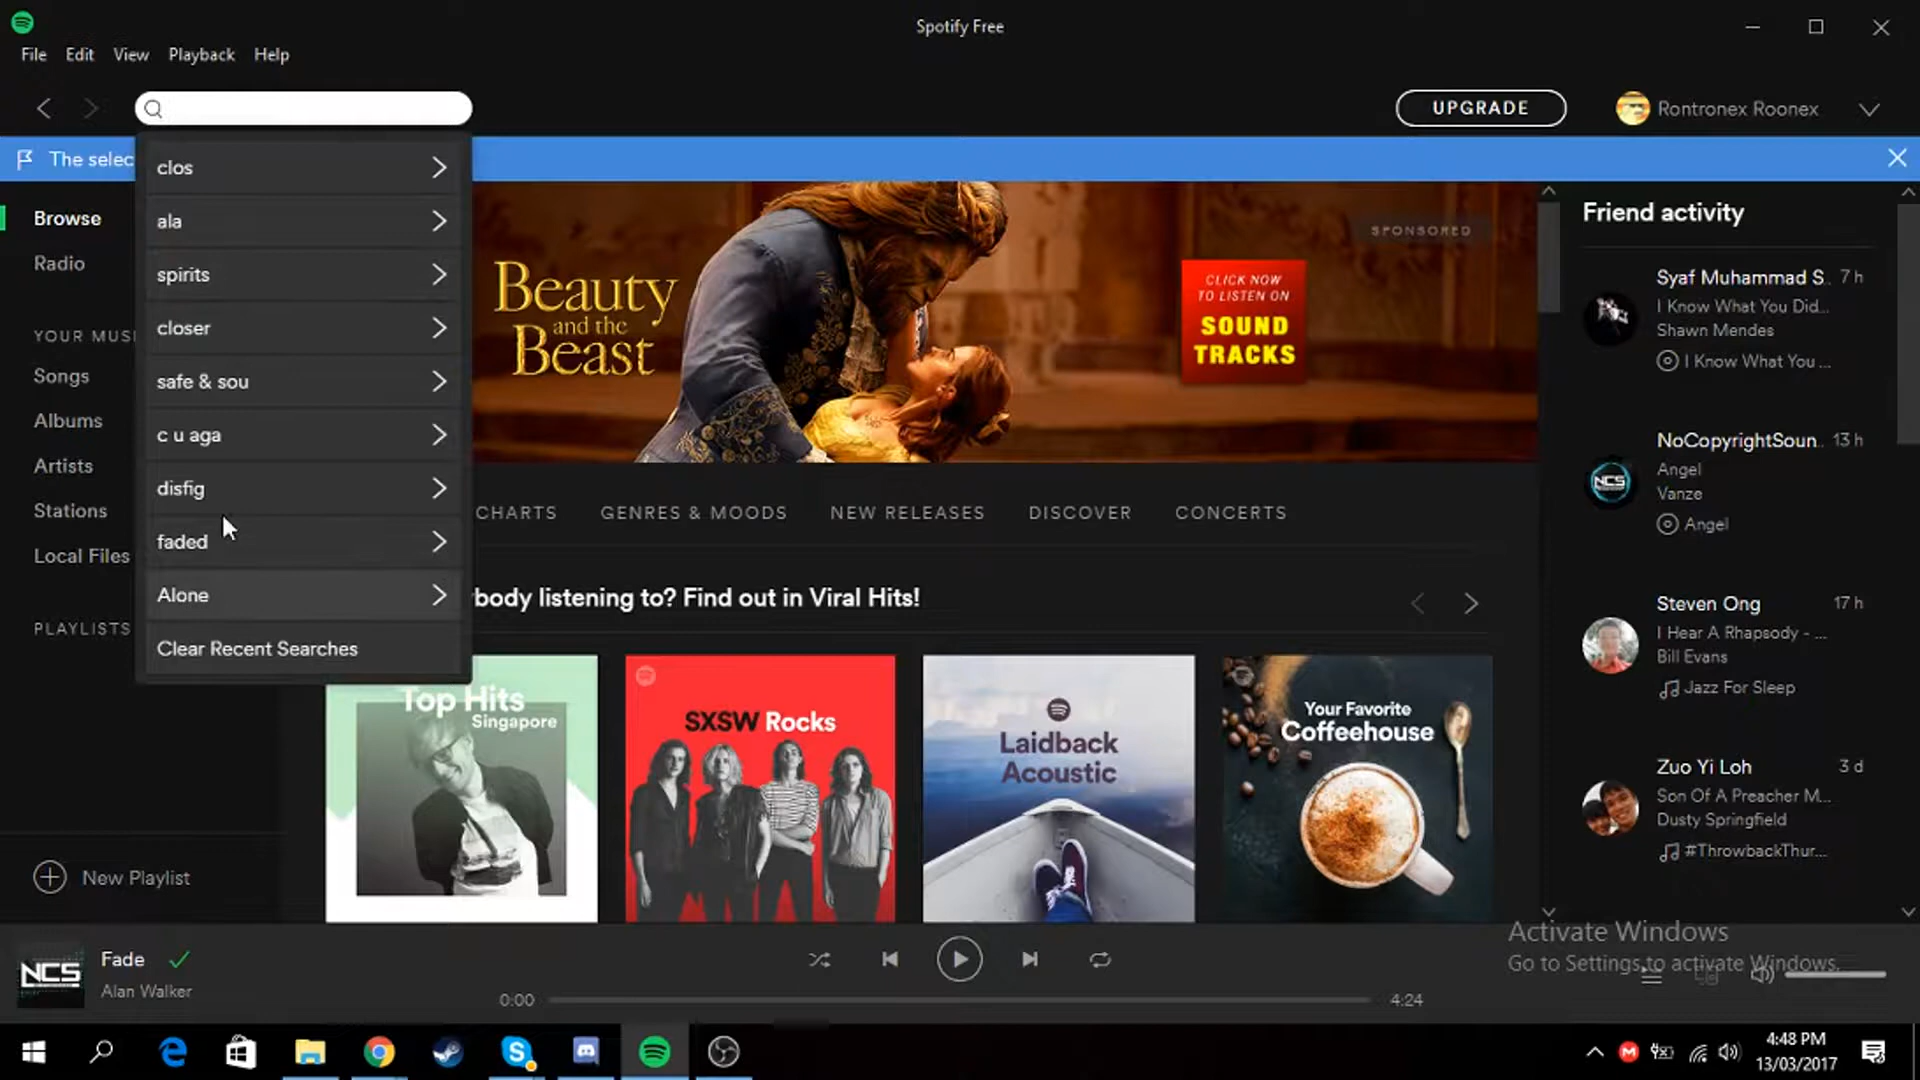 Spotify Free
File Edit View Playback Help
UPGRADE
Rontronex Roonex
The selec
clos
ala
spirits
closer
safe & sou
c u aga
disfig
faded
Alone
Clear Recent Searches
Browse
Radio
YOUR MUSI
Songs
Albums
Artists
Stations
Local Files
PLAYLISTS
New Playlist
Beauty
and the
Beast
SPONSORED
CLICK NOW
TO LISTEN ON
SOUND
TRACKS
CHARTS GENRES & MOODS NEW RELEASES DISCOVER CONCERTS
body listening to? Find out in Viral Hits!
Top Hits
Singapore
SXSW Rocks
Laidback
Acoustic
Your Favorite
Coffeehouse
Friend activity
Syaf Muhammad S.. 7 h
I Know What You Did...
Shawn Mendes
I Know What You ...
NoCopyrightSoun.. 13 h
Angel
Vanze
Angel
NCS
Steven Ong 17 h
I Hear A Rhapsody - ...
Bill Evans
Jazz For Sleep
Zuo Yi Loh 3 d
Son Of A Preacher M...
Dusty Springfield
#ThrowbackThur...
NCS
Fade
Alan Walker
0:00
4:24
Activate Windows
Go to Settings to activate Windows.
4:48 PM
13/03/2017